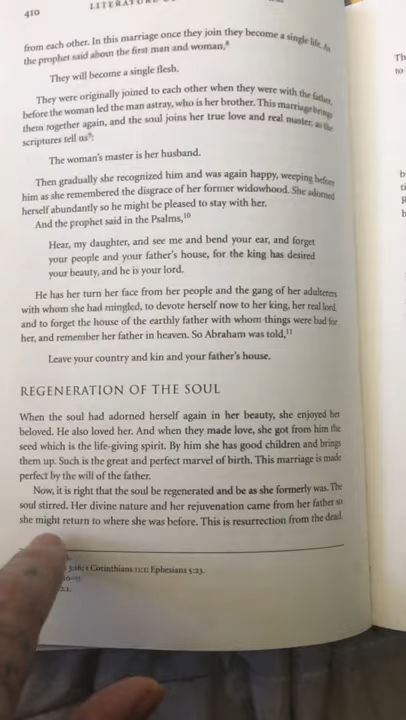 410
LITERATURE
from each other. In this marriage once they join they become a single life. As
the prophet said about the first man and woman,⁸
They will become a single flesh.
They were originally joined to each other when they were with the father,
before the woman led the man astray, who is her brother. This marriage brings
them together again, and the soul joins her true love and real master, as the
scriptures tell us⁹:
The woman's master is her husband.
Then gradually she recognized him and was again happy, weeping before
him as she remembered the disgrace of her former widowhood. She adorned
herself abundantly so he might be pleased to stay with her.
And the prophet said in the Psalms,¹⁰
Hear, my daughter, and see me and bend your ear, and forget
your people and your father's house, for the king has desired
your beauty, and he is your lord.
He has her turn her face from her people and the gang of her adulterers
with whom she had mingled, to devote herself now to her king, her real lord,
and to forget the house of the earthly father with whom things were bad for
her, and remember her father in heaven. So Abraham was told,¹¹
Leave your country and kin and your father's house.
REGENERATION OF THE SOUL
When the soul had adorned herself again in her beauty, she enjoyed her
beloved. He also loved her. And when they made love, she got from him the
seed which is the life-giving spirit. By him she has good children and brings
them up. Such is the great and perfect marvel of birth. This marriage is made
perfect by the will of the father.
Now, it is right that the soul be regenerated and be as she formerly was. The
soul stirred. Her divine nature and her rejuvenation came from her father so
she might return to where she was before. This is resurrection from the dead.
3:16; 1 Corinthians 11:1; Ephesians 5:23.
10–11
Th
to
b